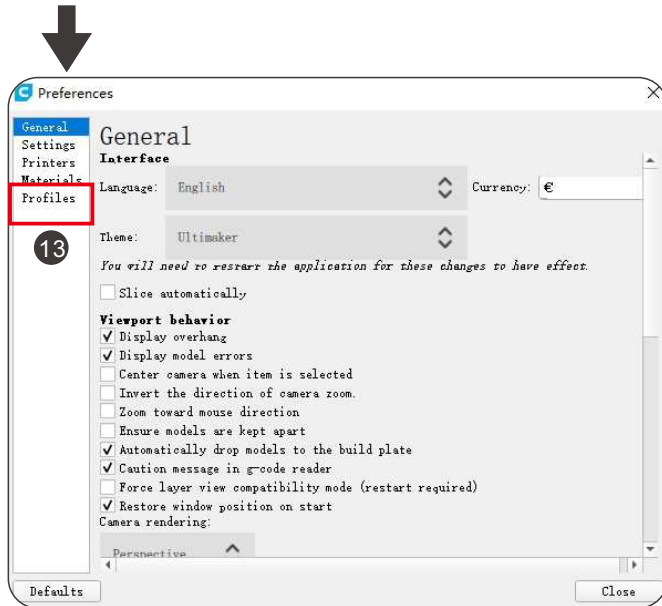 Preferences
General
Settings
Printers
Materials
Profiles
13
General
Interface
Language: English Currency: €
Theme: Ultimaker
You will need to restart the application for these changes to have effect.
Slice automatically
Viewport behavior
Display overhang
Display model errors
Center camera when item is selected
Invert the direction of camera zoom.
Zoom toward mouse direction
Ensure models are kept apart
Automatically drop models to the build plate
Caution message in g-code reader
Force layer view compatibility mode (restart required)
Restore window position on start
Camera rendering:
Perspective
Defaults Close